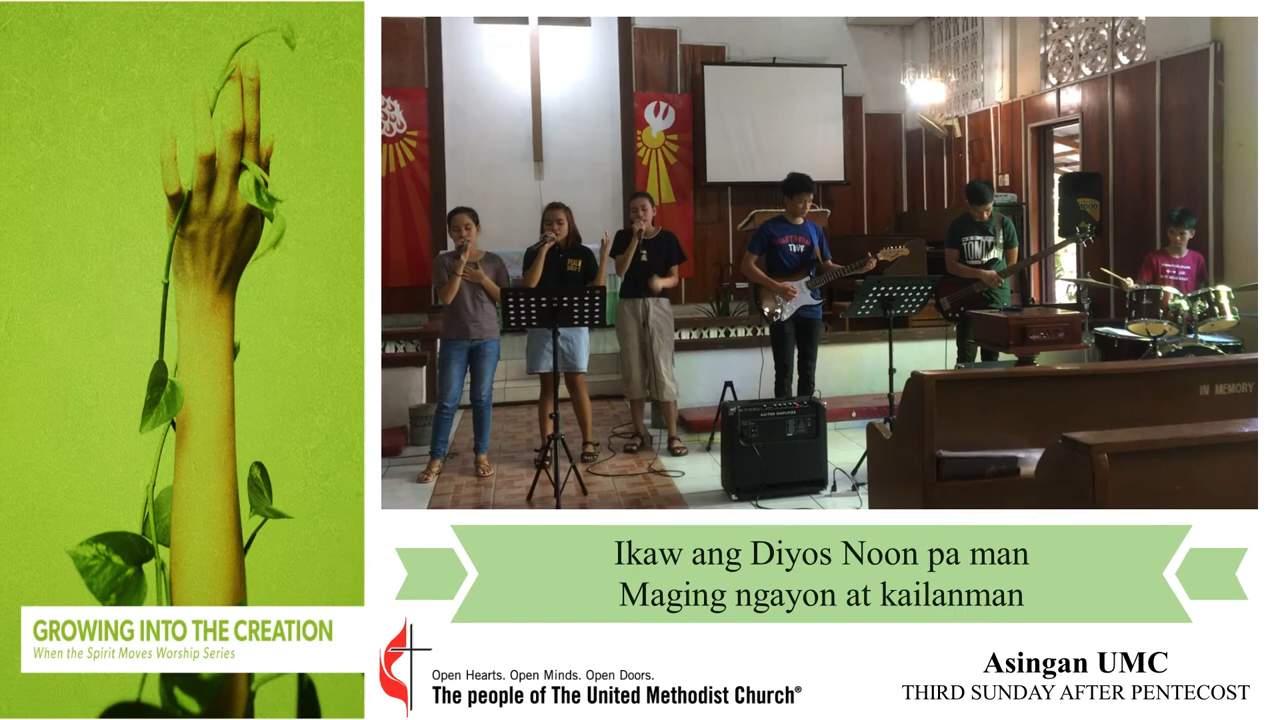 GROWING INTO THE CREATION
When the Spirit Moves Worship Series
IN MEMORY
Ikaw ang Diyos Noon pa man
Maging ngayon at kailanman
Open Hearts. Open Minds. Open Doors.
The people of The United Methodist Church®
Asingan UMC
THIRD SUNDAY AFTER PENTECOST